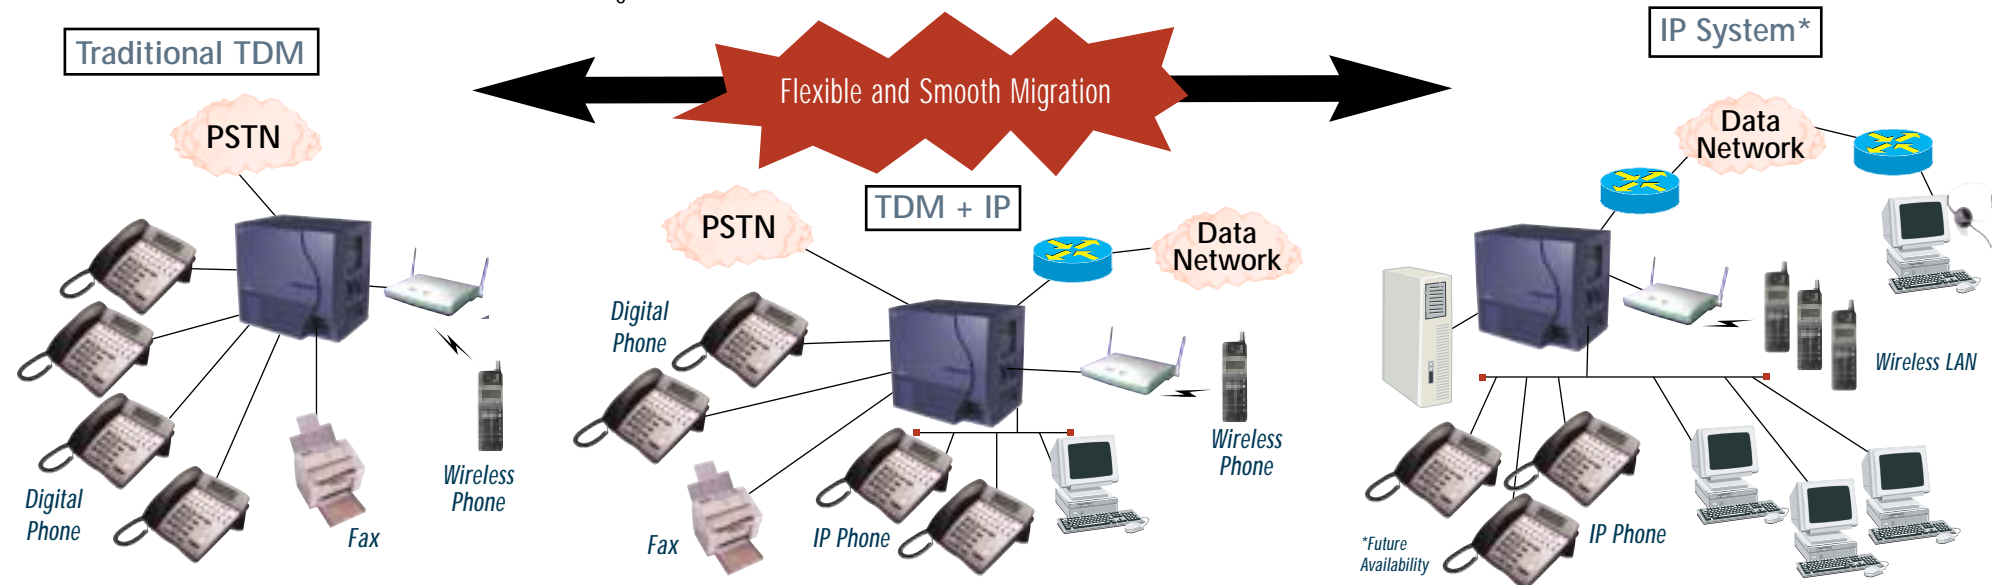 Traditional TDM
Flexible and Smooth Migration
IP System*
PSTN
Digital
Phone
Fax
Wireless
Phone
TDM + IP
PSTN
Data
Network
Digital
Phone
Fax
IP Phone
Wireless
Phone
Data
Network
Wireless LAN
IP Phone
*Future
Availability